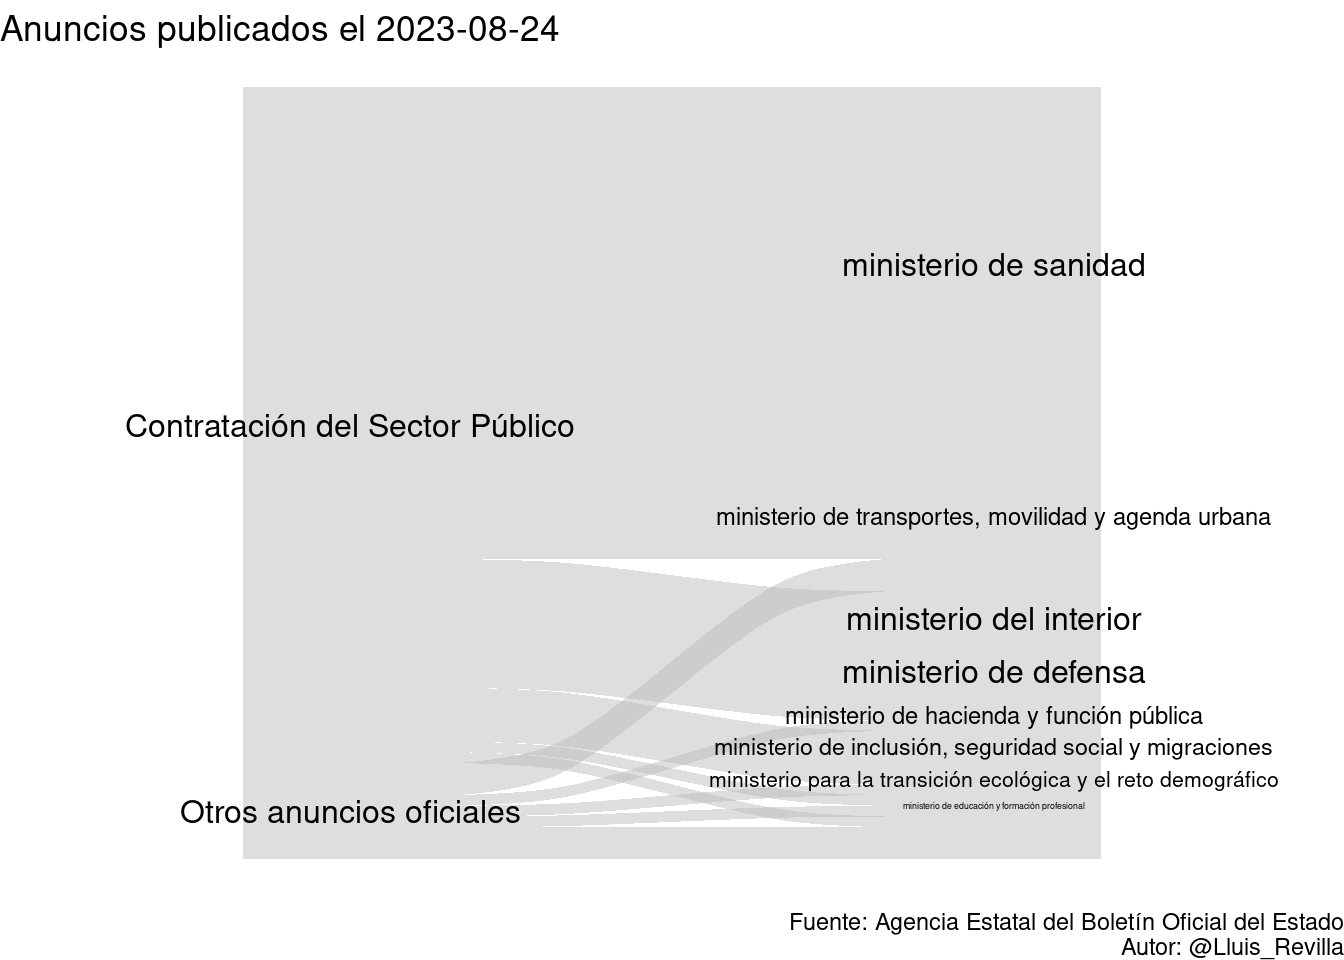 Anuncios publicados el 2023-08-24
ministerio de sanidad
Contratación del Sector Público
ministerio de transportes, movilidad y agenda urbana
ministerio del interior
ministerio de defensa
ministerio de hacienda y función pública
ministerio de inclusión, seguridad social y migraciones
ministerio para la transición ecológica y el reto demográfico
ministerio de educación y formación profesional
Otros anuncios oficiales
Fuente: Agencia Estatal del Boletín Oficial del Estado
Autor: @Lluis_Revilla